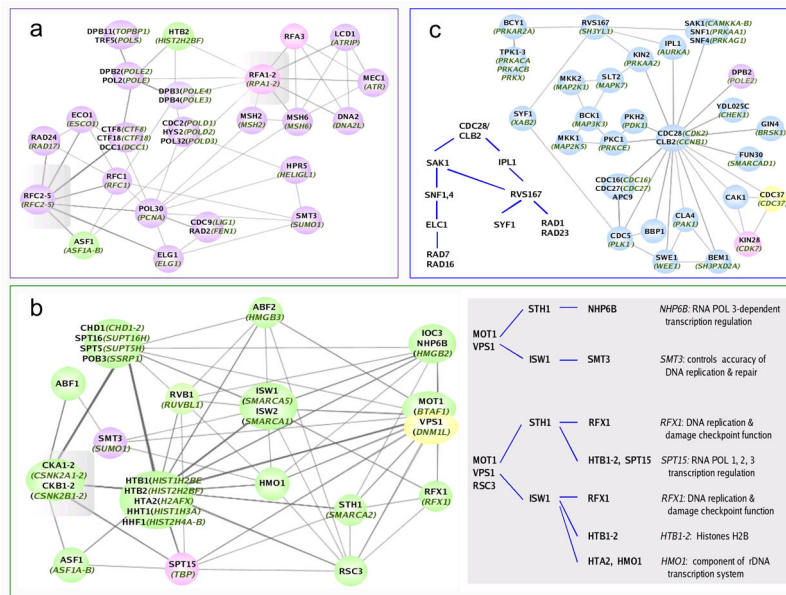 a
DPB11(TOPBP1)
TRF5(POLS)
HTB2
(HIST2H2BF)
RFA3
LCD1
(ATRIP)
DPB2(POLE2)
POL2(POLE)
RFA1-2
(RPA1-2)
MEC1
(ATR)
DPB3(POLE4)
DPB4(POLE3)
ECO1
(ESCO1)
MSH2
(MSH2)
MSH6
(MSH6)
DNA2
(DNA2L)
RAD24
(RAD17)
CTF8(CTF8)
CTF18(CTF18)
DCC1(DCC1)
CDC2(POLD1)
HYS2(POLD2)
POL32(POLD3)
HPR5
(HELIGL1)
RFC1
(RFC1)
RFC2-5
(RFC2-5)
POL30
(PCNA)
CDC9(LIG1)
RAD2(FEN1)
SMT3
(SUMO1)
ASF1
(ASF1A-B)
ELG1
(ELG1)
c
BCY1
(PRKAR2A)
RVS167
(SH3YL1)
SAK1(CAMKKA-B)
SNF1(PRKAA1)
SNF4(PRKAG1)
TPK1-3
(PRKACA
PRKACB
PRKX)
KIN2
(PRKAA2)
IPL1
(AURKA)
DPB2
(POLE2)
MKK2
(MAP2K1)
SLT2
(MAPK7)
YDL025C
(CHEK1)
SYF1
(XAB2)
BCK1
(MAP3K3)
PKH2
(PDK1)
GIN4
(BRSK1)
CDC28(CDK2)
CLB2(CCNB1)
MKK1
(MAP2K5)
PKC1
(PRKCE)
FUN30
(SMARCAD1)
CDC16(CDC16)
CDC27(CDC27)
APC9
CAK1
CDC37
(CDC37)
CLA4
(PAK1)
CDC5
(PLK1)
BBP1
KIN28
(CDK7)
SWE1
(WEE1)
BEM1
(SH3PXD2A)
CDC28/
CLB2
SAK1
IPL1
SNF1,4
RVS167
ELC1
SYF1
RAD1
RAD23
RAD7
RAD16
b
CHD1(CHD1-2)
SPT16(SUPT16H)
SPT5(SUPT5H)
POB3(SSRP1)
ABF2
(HMGB3)
IOC3
NHP6B
(HMGB2)
ABF1
RVB1
(RUVBL1)
ISW1
(SMARCA5)
ISW2
(SMARCA1)
MOT1
(BTAF1)
VPS1
(DNM1L)
SMT3
(SUMO1)
CKA1-2
(CSNK2A1-2)
CKB1-2
(CSNK2B1-2)
HTB1(HIST1H2BE
HTB2(HIST2H2BF)
HTA2(H2AFX)
HHT1(HIST1H3A)
HHF1(HIST2H4A-B)
HMO1
STH1
(SMARCA2)
RFX1
(RFX1)
ASF1
(ASF1A-B)
SPT15
(TBP)
RSC3
STH1
NHP6B
NHP6B: RNA POL 3-dependent
transcription regulation
MOT1
VPS1
ISW1
SMT3
SMT3: controls accuracy of
DNA replication & repair
STH1
RFX1
RFX1: DNA replication &
damage checkpoint function
HTB1-2, SPT15
SPT15: RNA POL 1, 2, 3
transcription regulation
MOT1
VPS1
RSC3
ISW1
RFX1
RFX1: DNA replication &
damage checkpoint function
HTB1-2
HTB1-2: Histones H2B
HTA2, HMO1
HMO1: component of rDNA
transcription system